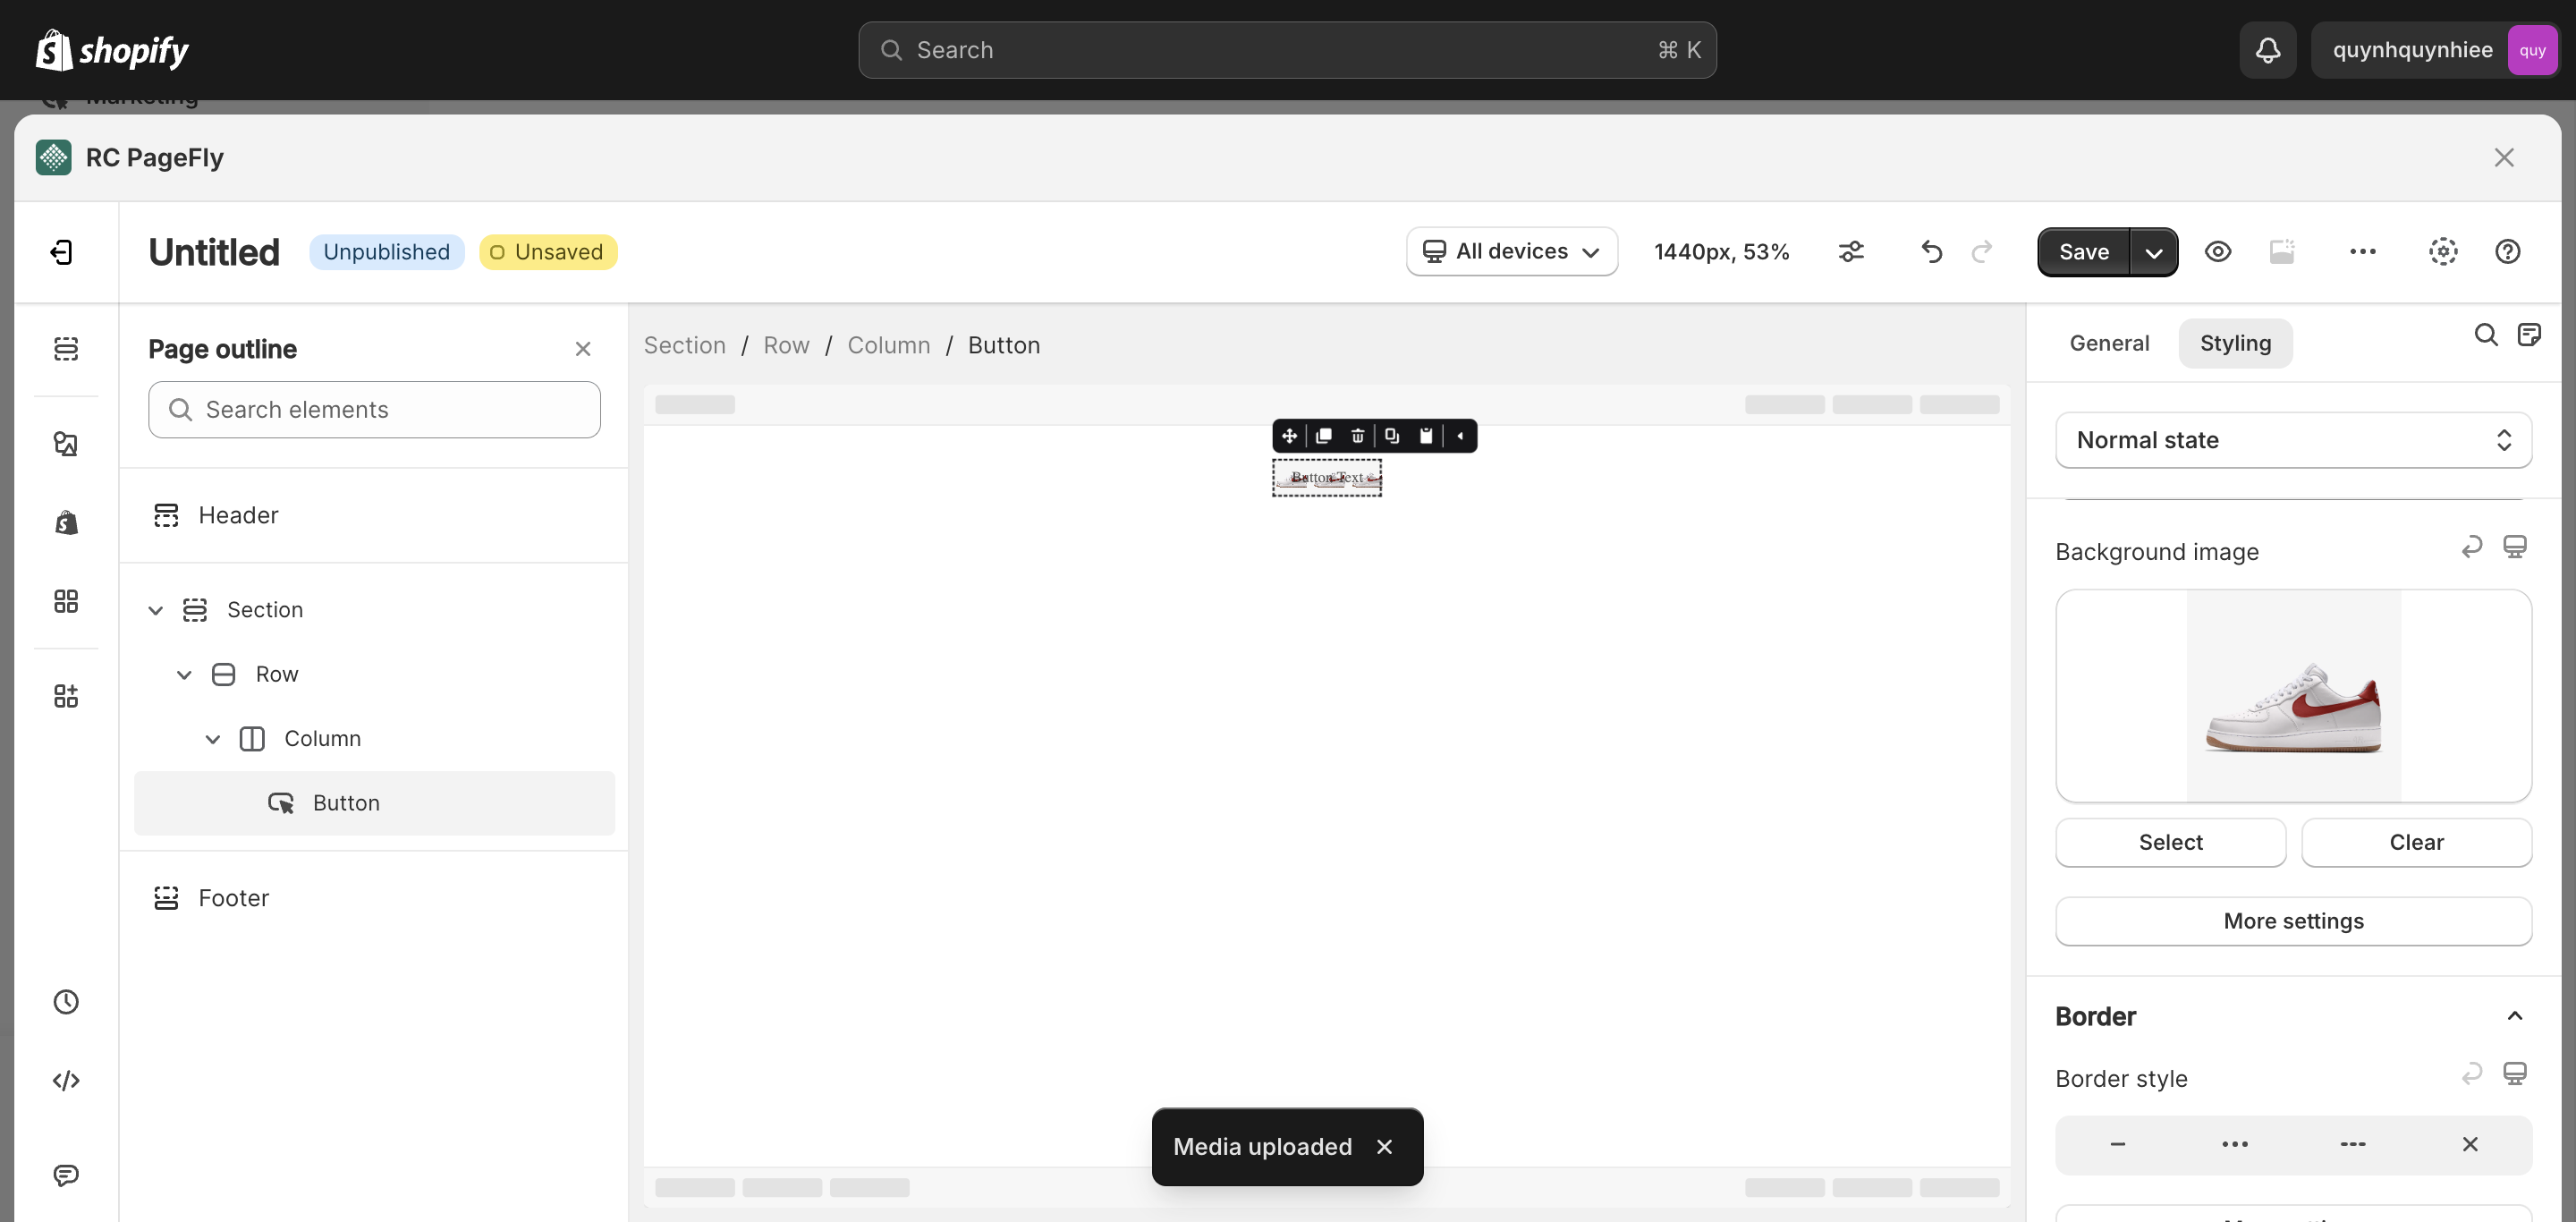 shopify
Search
⌘ K
quynhquynhiee
quy
Marketing
RC PageFly
Untitled
Unpublished
Unsaved
All devices
1440px, 53%
Save
Page outline
Search elements
Header
Section
Row
Column
Button
Footer
Section / Row / Column / Button
Button Text
Media uploaded
General
Styling
Normal state
Background image
Select
Clear
More settings
Border
Border style